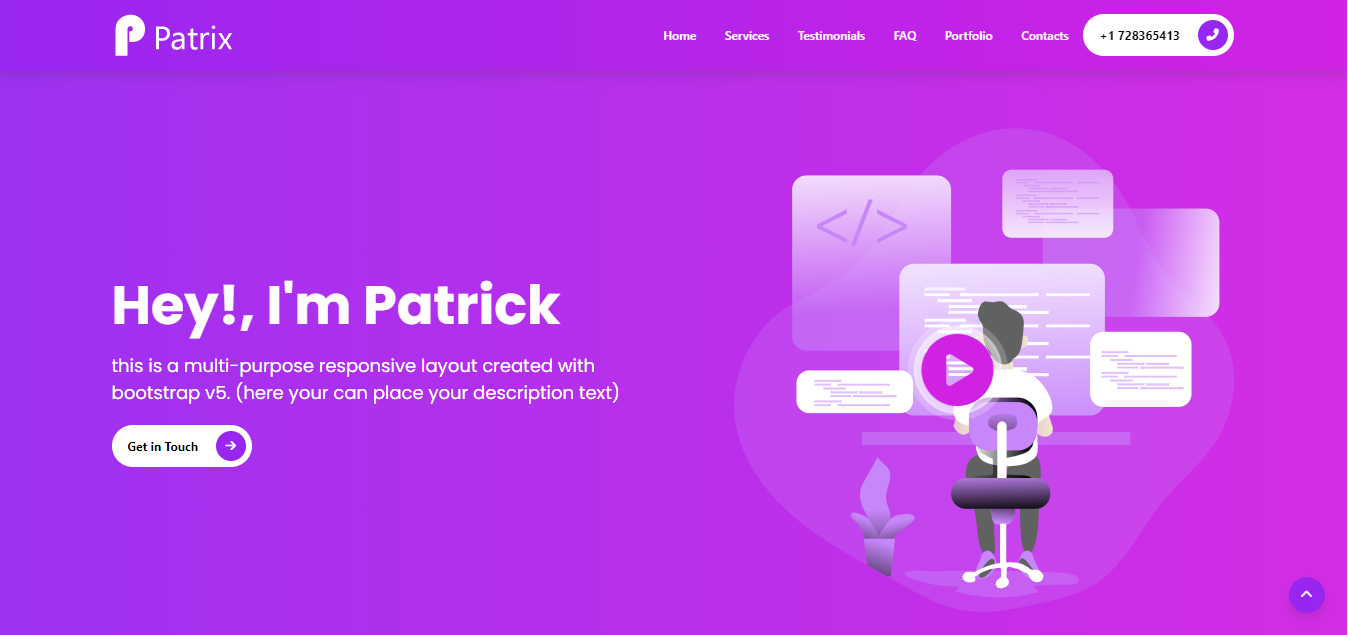 Patrix
Home Services Testimonials FAQ Portfolio Contacts +1 728365413
</>
Hey!, I'm Patrick
this is a multi-purpose responsive layout created with
bootstrap v5. (here your can place your description text)
Get in Touch